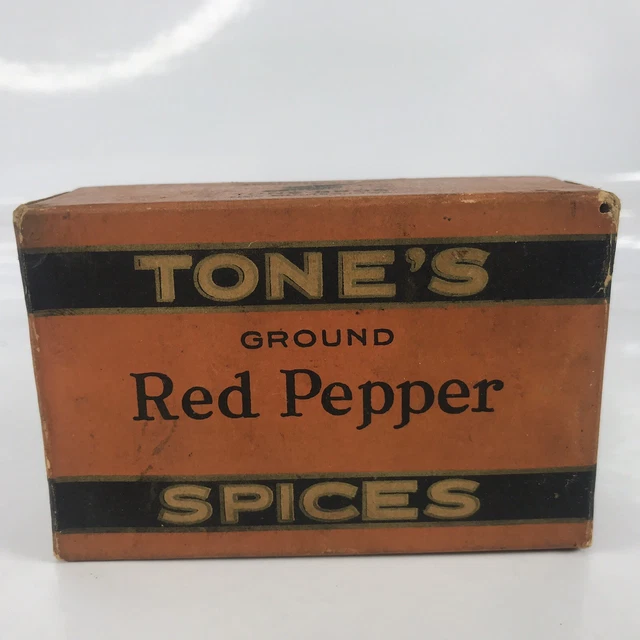 TONE'S
GROUND
Red Pepper
SPICES